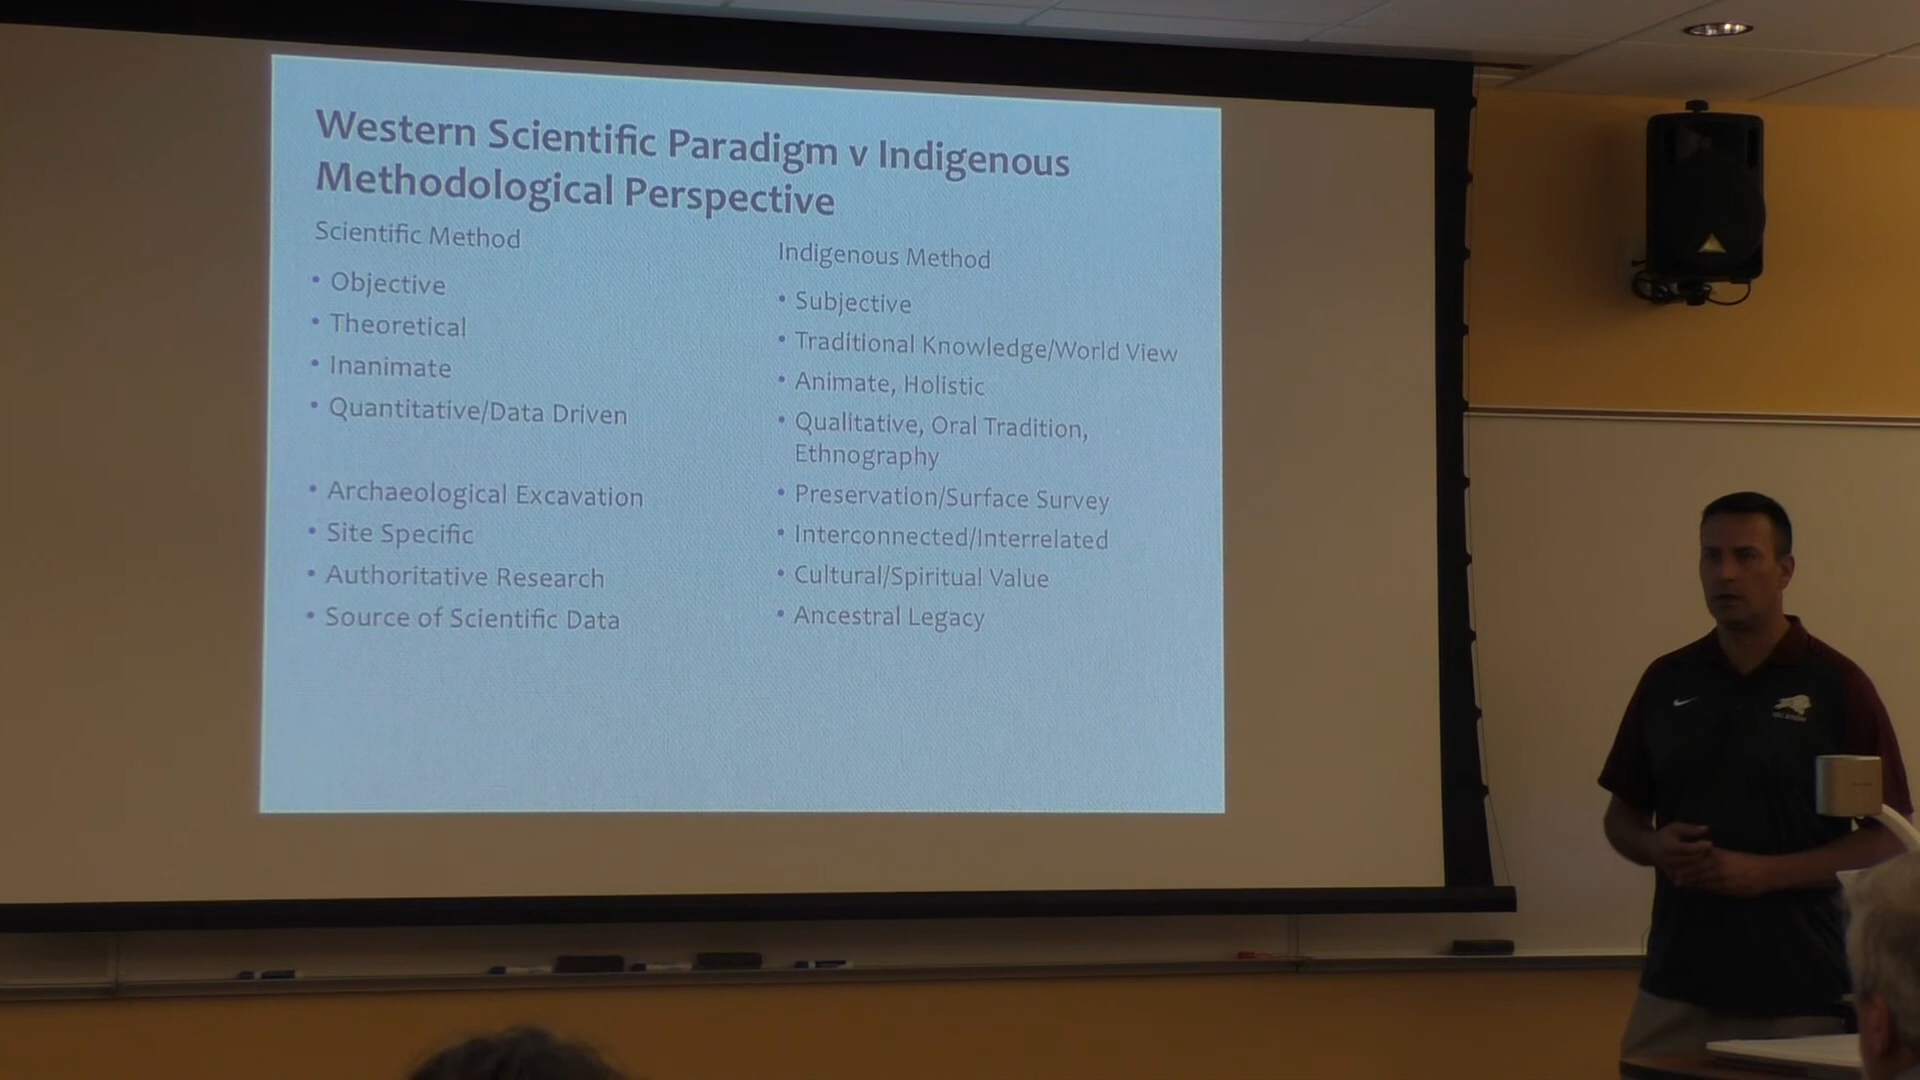 Western Scientific Paradigm v Indigenous
Methodological Perspective
Scientific Method
• Objective
• Theoretical
• Inanimate
• Quantitative/Data Driven
• Archaeological Excavation
• Site Specific
• Authoritative Research
• Source of Scientific Data
Indigenous Method
• Subjective
• Traditional Knowledge/World View
• Animate, Holistic
• Qualitative, Oral Tradition,
Ethnography
• Preservation/Surface Survey
• Interconnected/Interrelated
• Cultural/Spiritual Value
• Ancestral Legacy